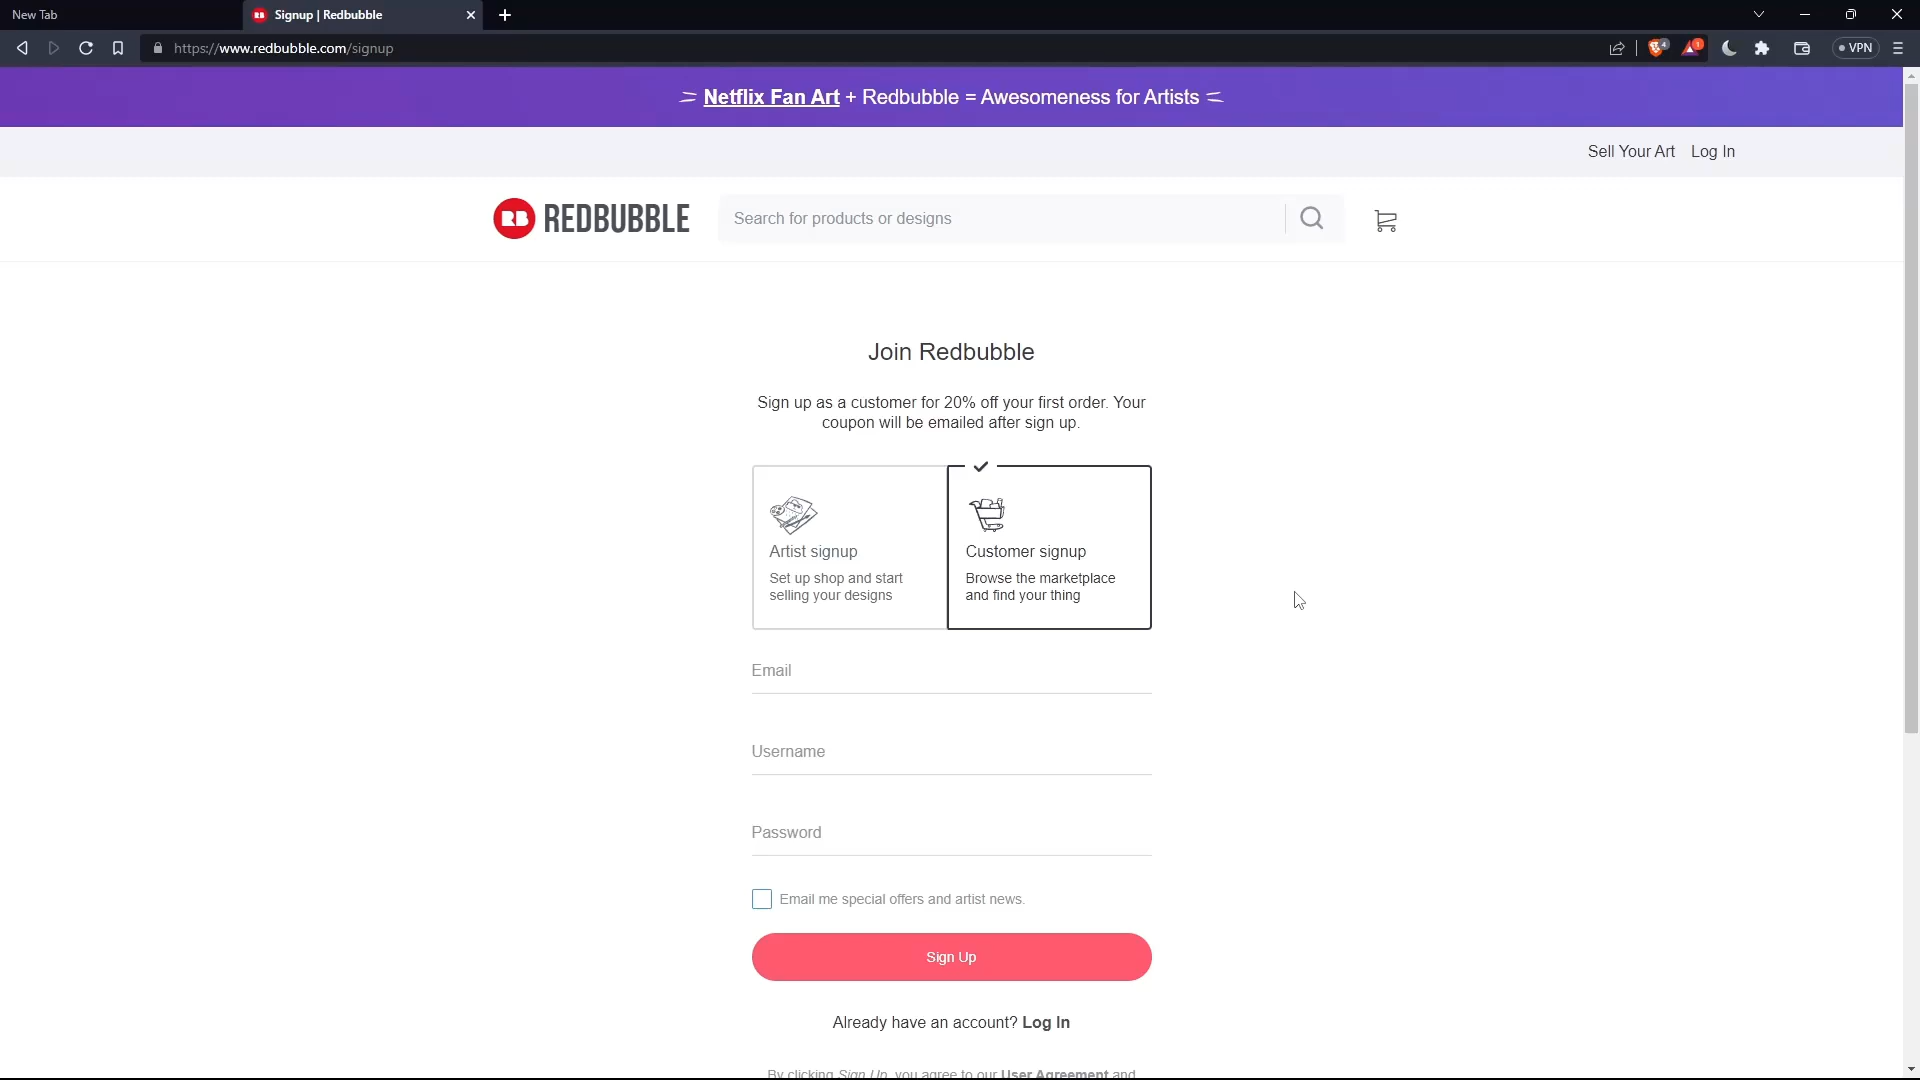 New Tab
Signup | Redbubble
https://www.redbubble.com/signup
4
1
VPN
Netflix Fan Art + Redbubble = Awesomeness for Artists
Sell Your Art Log In
RB REDBUBBLE
Search for products or designs
Join Redbubble
Sign up as a customer for 20% off your first order. Your
coupon will be emailed after sign up.
Artist signup
Set up shop and start
selling your designs
Customer signup
Browse the marketplace
and find your thing
Email
Username
Password
Email me special offers and artist news.
Sign Up
Already have an account? Log In
By clicking Sign Up, you agree to our User Agreement and